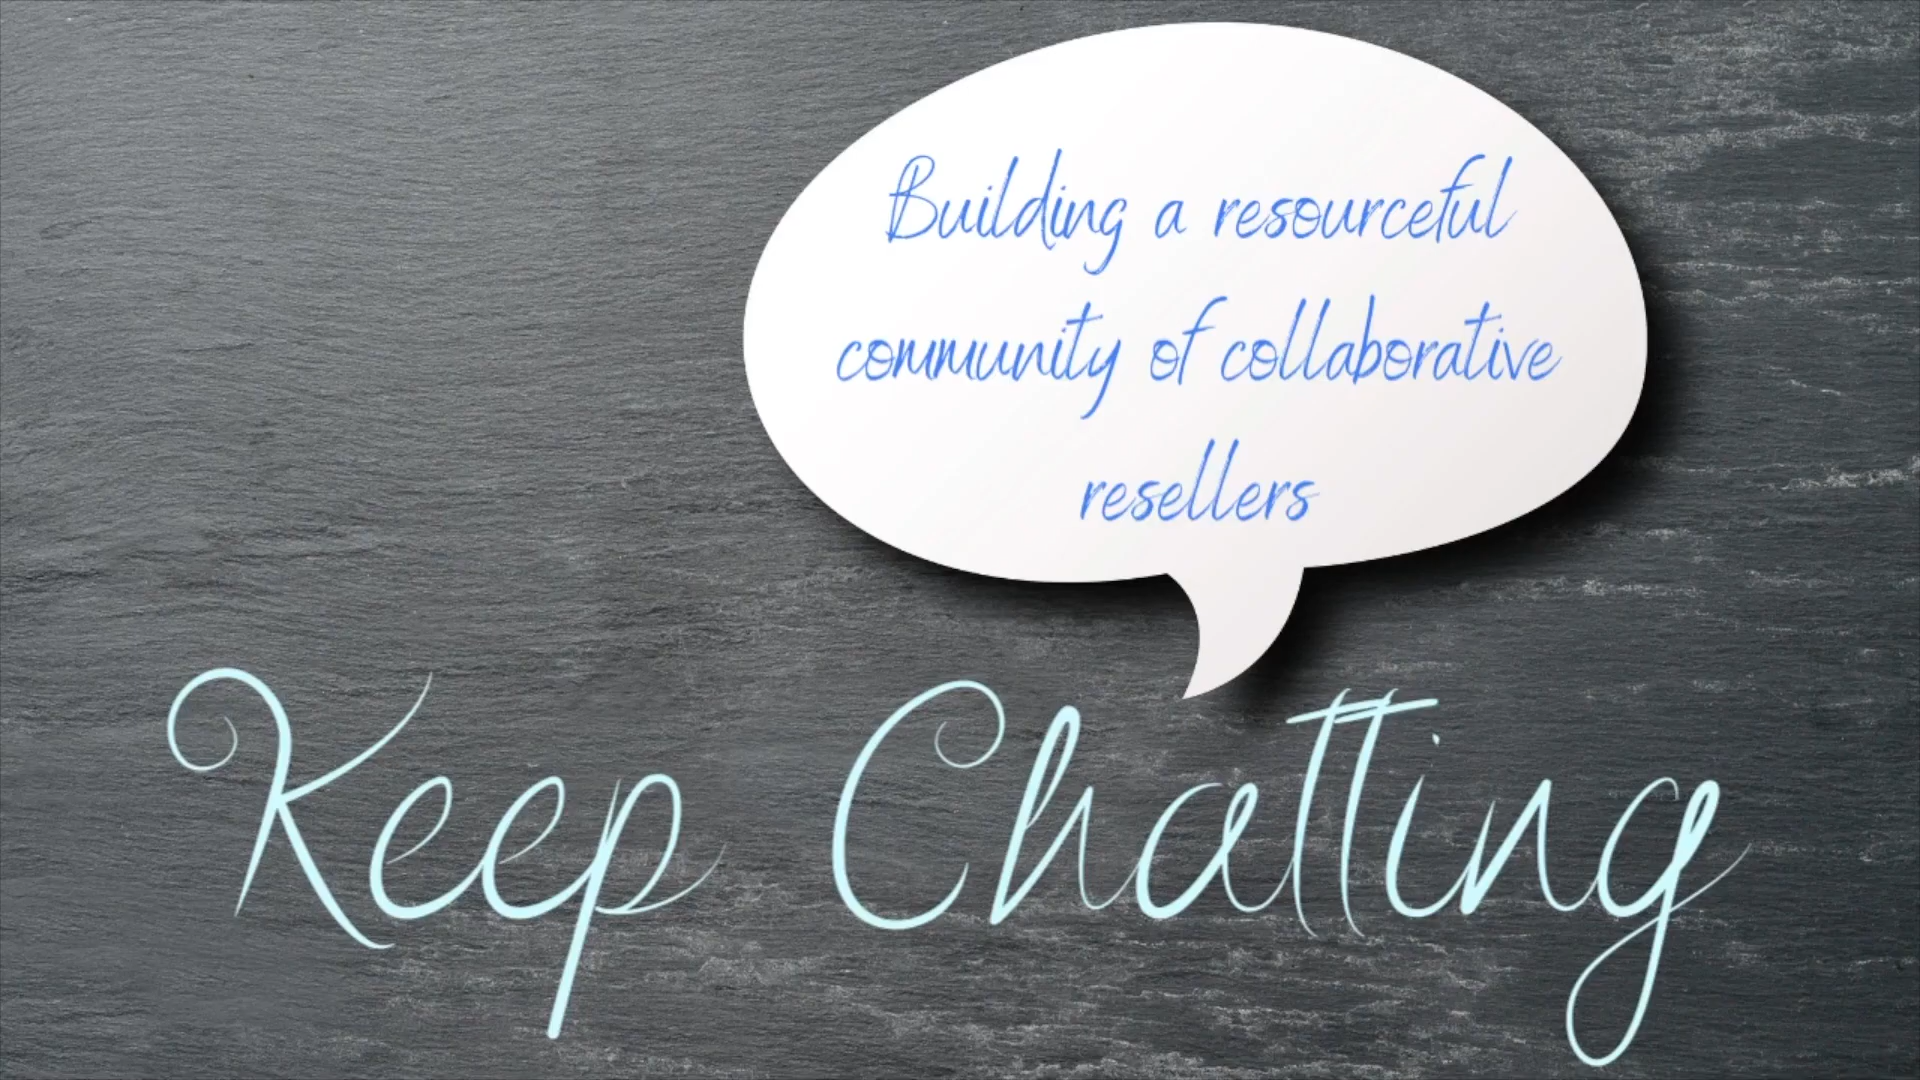 Building a resourceful
community of collaborative
resellers
Keep Chatting